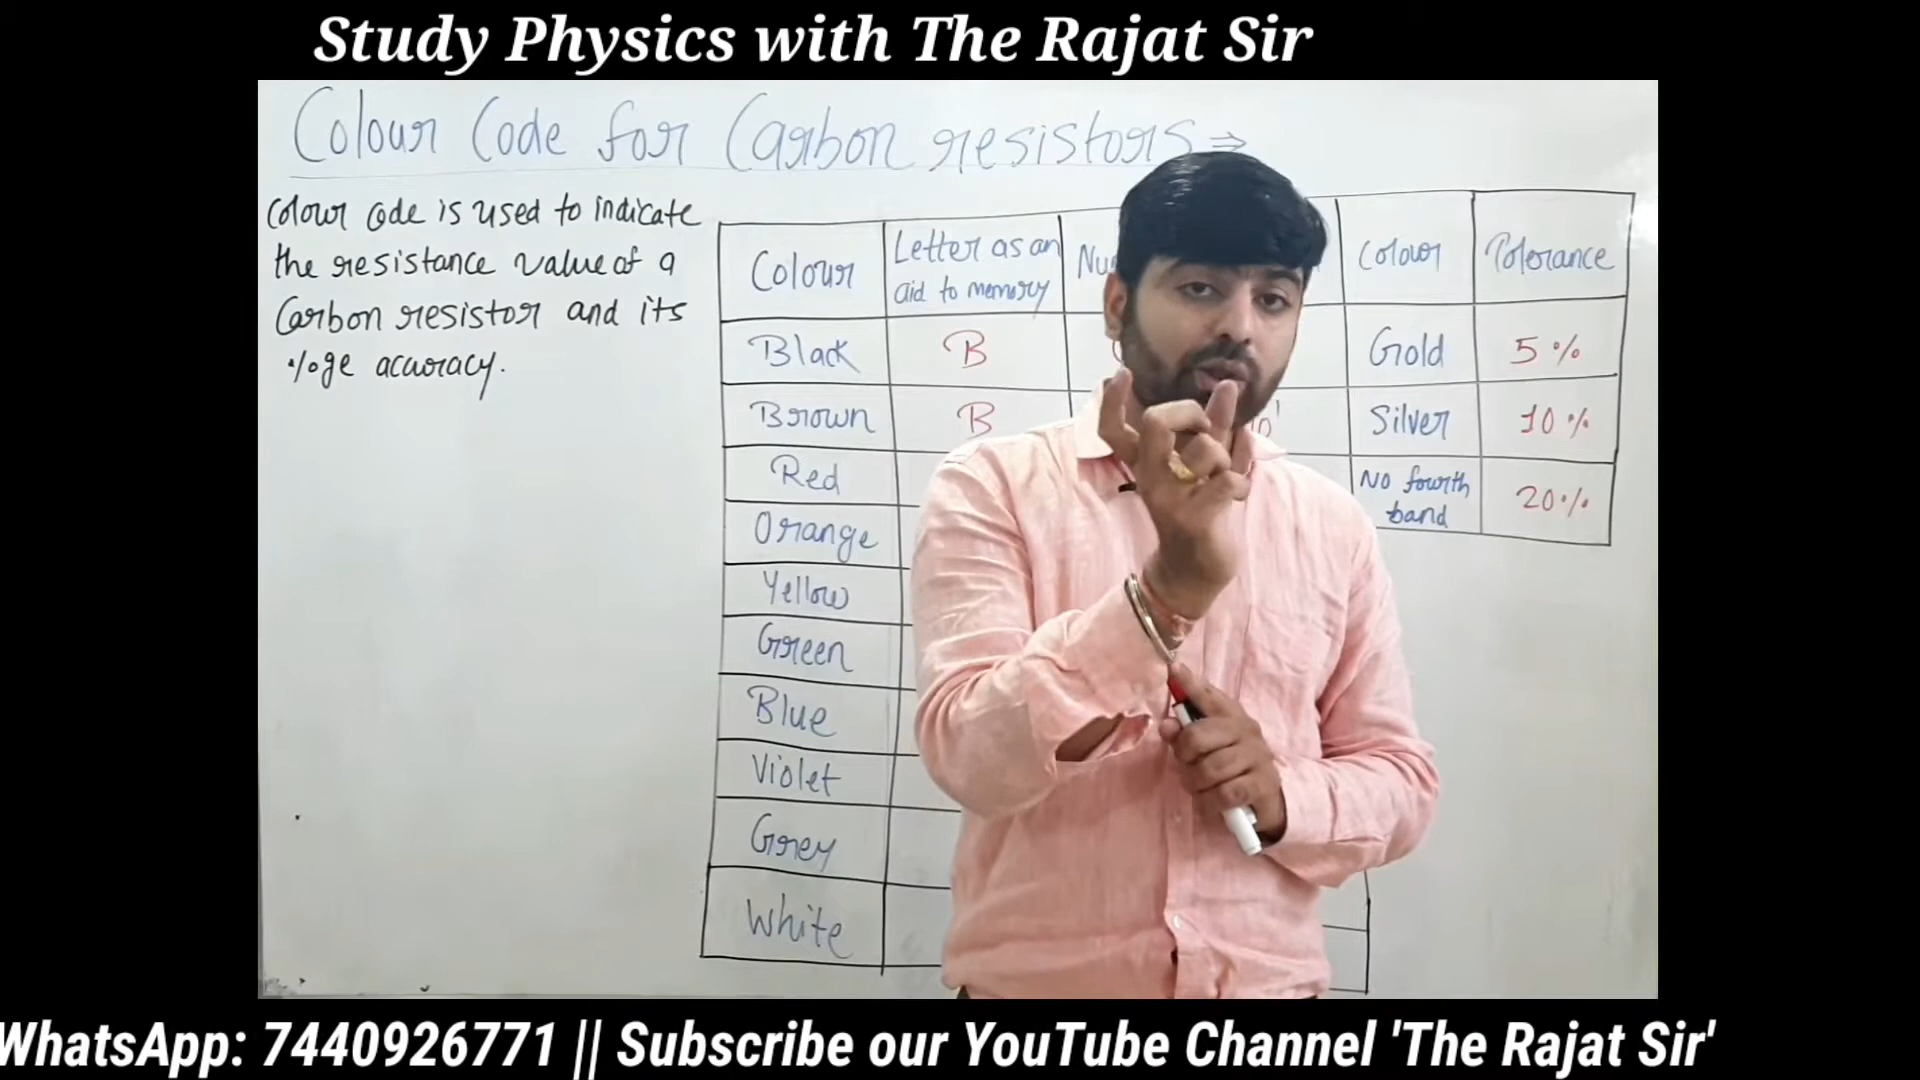 Study Physics with The Rajat Sir
Colour Code for Carbon resistors ⇒
Colour code is used to indicate
the resistance value of a
Carbon resistor and its
%ge accuracy.
Colour
Letter as an
aid to memory
Colour
Tolerance
Black
B
Gold
5%
Brown
B
Silver
10%
Red
No fourth
band
20%
Orange
Yellow
Green
Blue
Violet
Grey
White
WhatsApp: 7440926771 || Subscribe our YouTube Channel 'The Rajat Sir'